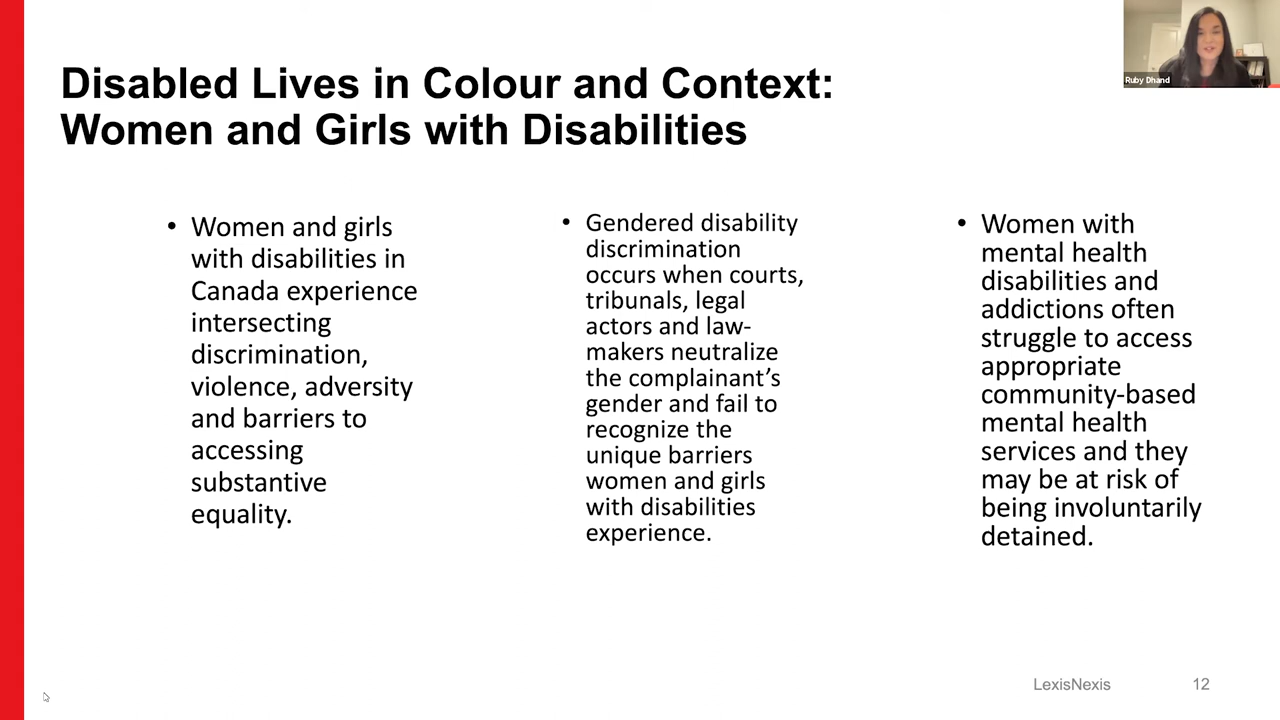 Ruby Dhand
Disabled Lives in Colour and Context:
Women and Girls with Disabilities
• Women and girls
with disabilities in
Canada experience
intersecting
discrimination,
violence, adversity
and barriers to
accessing
substantive
equality.
• Gendered disability
discrimination
occurs when courts,
tribunals, legal
actors and law-
makers neutralize
the complainant’s
gender and fail to
recognize the
unique barriers
women and girls
with disabilities
experience.
• Women with
mental health
disabilities and
addictions often
struggle to access
appropriate
community-based
mental health
services and they
may be at risk of
being involuntarily
detained.
LexisNexis 12